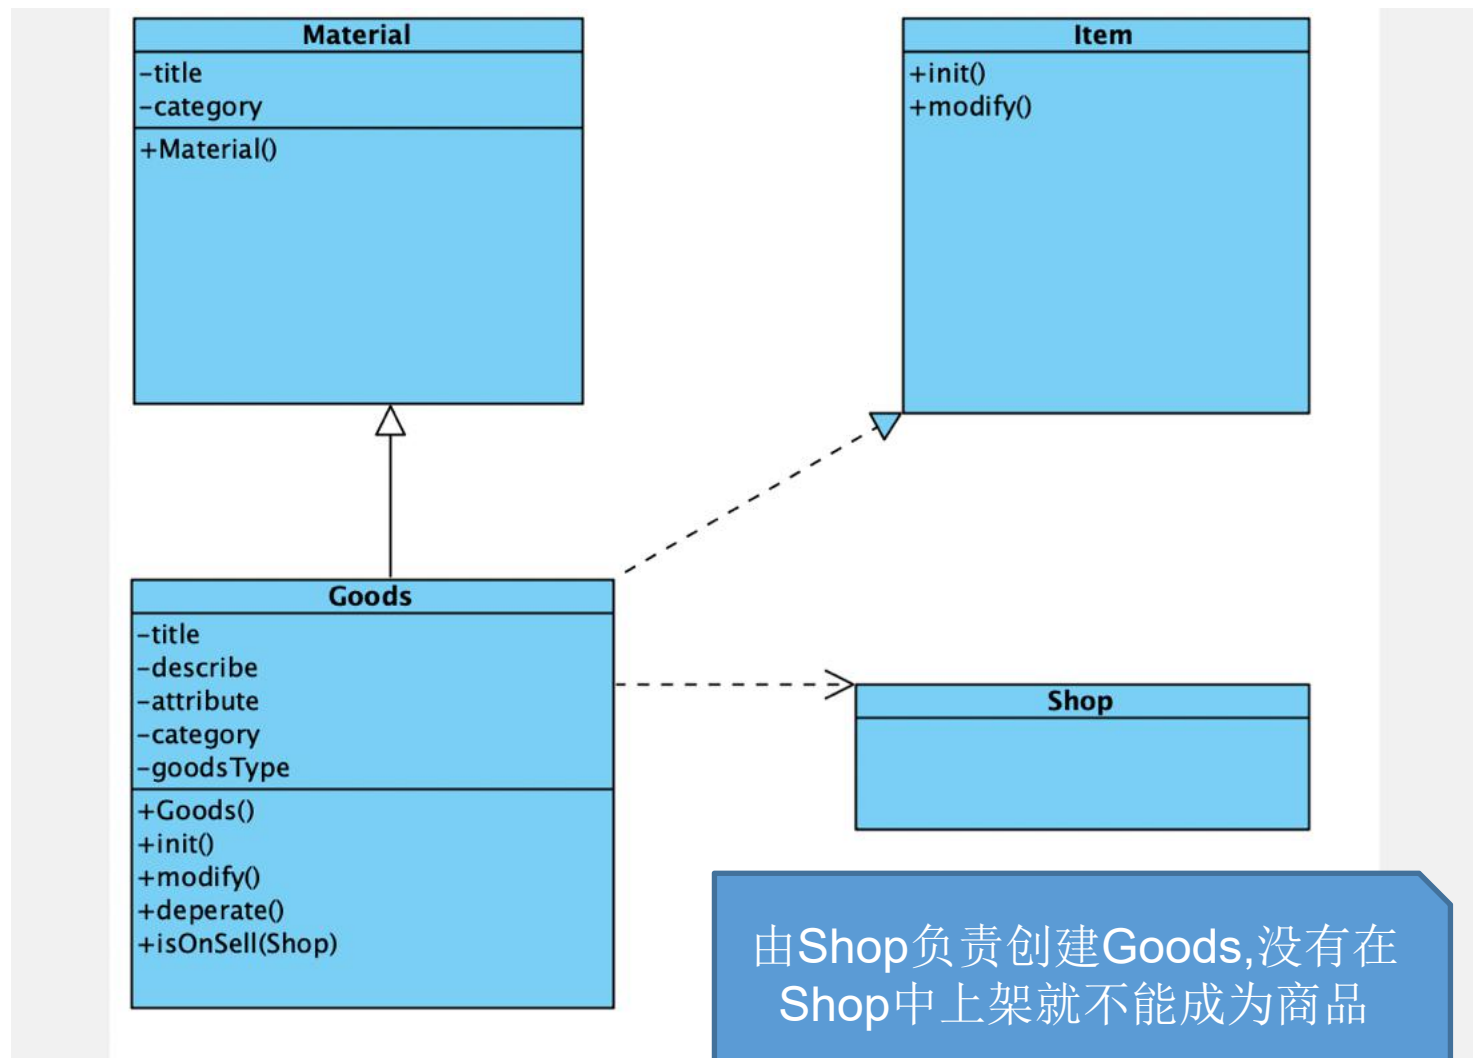 Material
-title
-category
+Material()
Item
+init()
+modify()
Goods
-title
-describe
-attribute
-category
-goodsType
+Goods()
+init()
+modify()
+deperate()
+isOnSell(Shop)
Shop
由Shop负责创建Goods,没有在
Shop中上架就不能成为商品